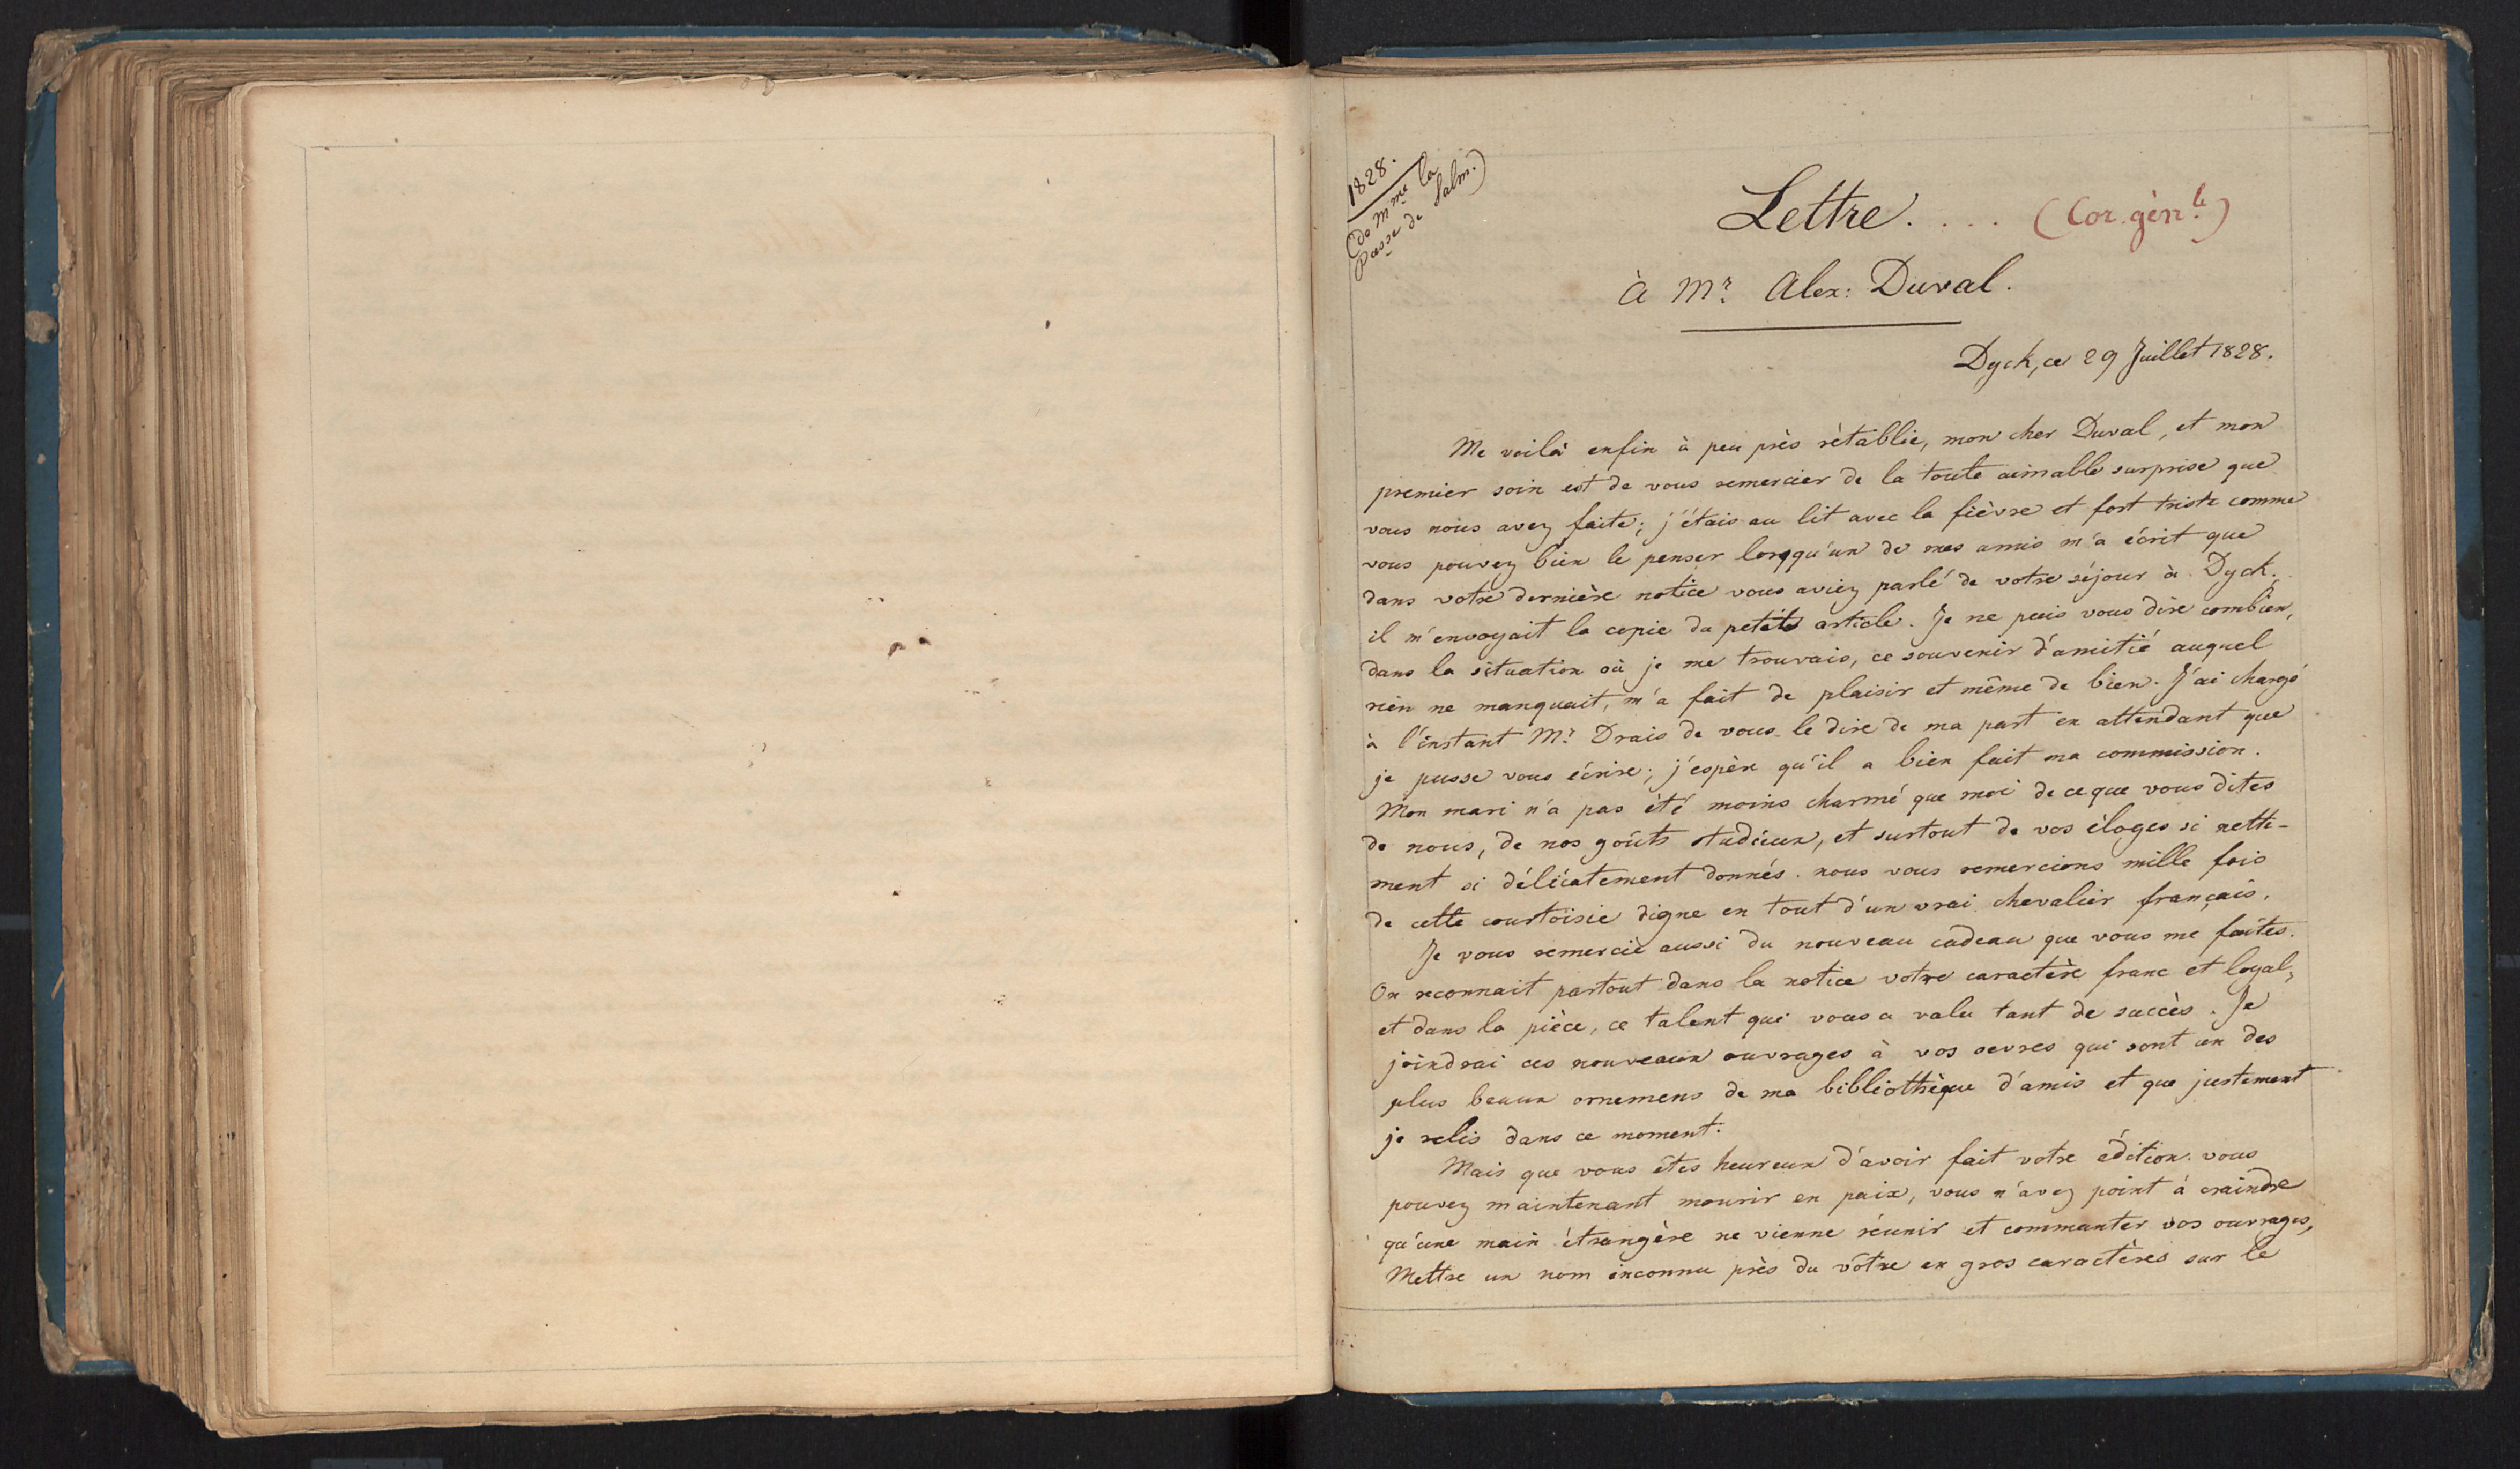 1828.
(de Mme la
Pcesse de Salm.)
Lettre. . . . (Cor. gèn.le)
à Mr. Alex: Duval.
Dyck, ce 29 Juillet 1828.
Me voilà enfin à peu près rètablie, mon cher Duval, et mon
premier soin est de vous remercier de la toute aimable surprise que
vous nous avez faite; j'étais au lit avec la fièvre et fort triste comme
vous pouvez bien le penser lorsqu'un de mes amis m'a écrit que
dans votre dernière notice vous aviez parlé de votre séjour à Dyck.
il m'envoyait la copie du petit article. Je ne puis vous dire combien,
dans la situation où je me trouvais, ce souvenir d'amitié auquel
rien ne manquait, m'a fait de plaisir et même de bien. J'ai chargé
à l'instant Mr. Drais de vous le dire de ma part en attendant que
je pusse vous écrire; j'espère qu'il a bien fait ma commission.
Mon mari n'a pas été moins charmé que moi de ce que vous dites
de nous, de nos goûts studieux, et surtout de vos èloges si nette-
ment si délicatement donnés. nous vous remercions mille fois
de cette courtoisie digne en tout d'un vrai chevalier français.
Je vous remercie aussi du nouveau cadeau que vous me faites.
On reconnait partout dans la notice votre caractère franc et loyal,
et dans la pièce, ce talent qui vous a valu tant de succès. Je
joindrai ces nouveaux ouvrages à vos oevres qui sont un des
plus beaux ornemens de ma bibliothèque d'amis et que justement
je relis dans ce moment.
Mais que vous êtes heureux d'avoir fait votre édition. vous
pouvez maintenant mourir en paix, vous n'avez point à craindre
qu'une main étrangère ne vienne réunir et commanter vos ouvrages,
Mettre un nom inconnu près du vôtre en gros caractères sur le